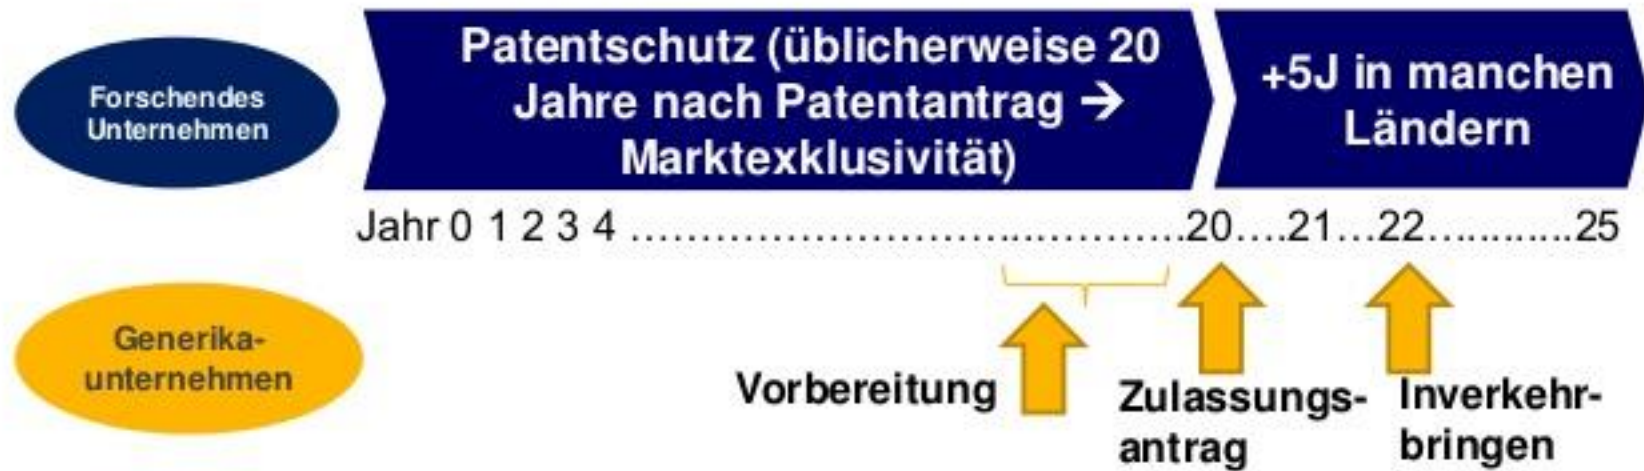 Forschendes
Unternehmen
Patentschutz (üblicherweise 20
Jahre nach Patentantrag →
Marktexklusivität)
+5J in manchen
Ländern
Jahr 0 1 2 3 4 ...........................................20....21...22...........25
Generika-
unternehmen
Vorbereitung
Zulassungs-
antrag
Inverkehr-
bringen